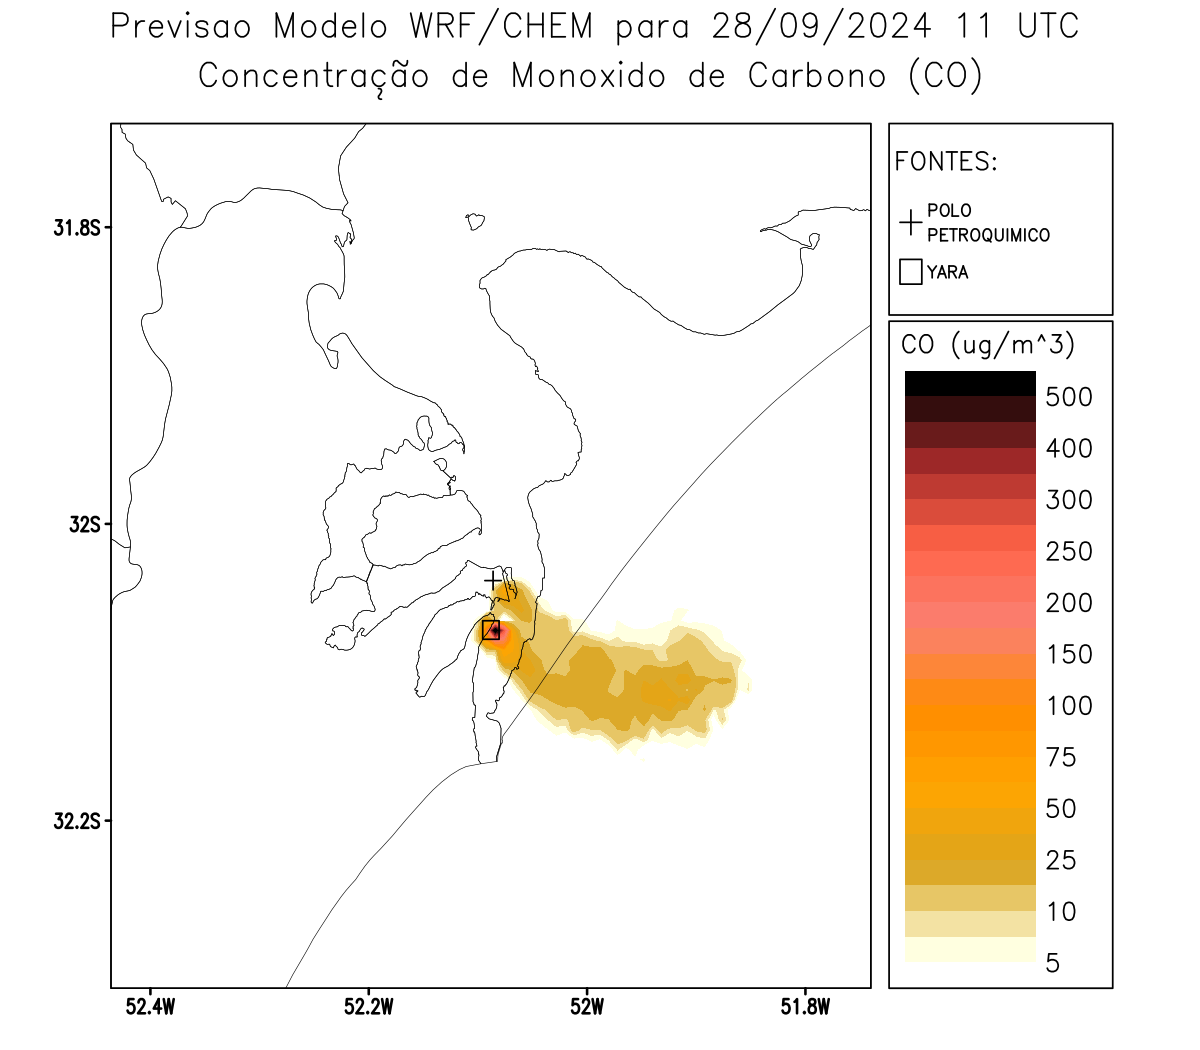 Previsao Modelo WRF/CHEM para 28/09/2024 11 UTC
Concentração de Monoxido de Carbono (CO)
FONTES:
POLO
PETROQUIMICO
YARA
CO (ug/m^3)
500
400
300
250
200
150
100
75
50
25
10
5
31.8S
32S
32.2S
52.4W
52.2W
52W
51.8W